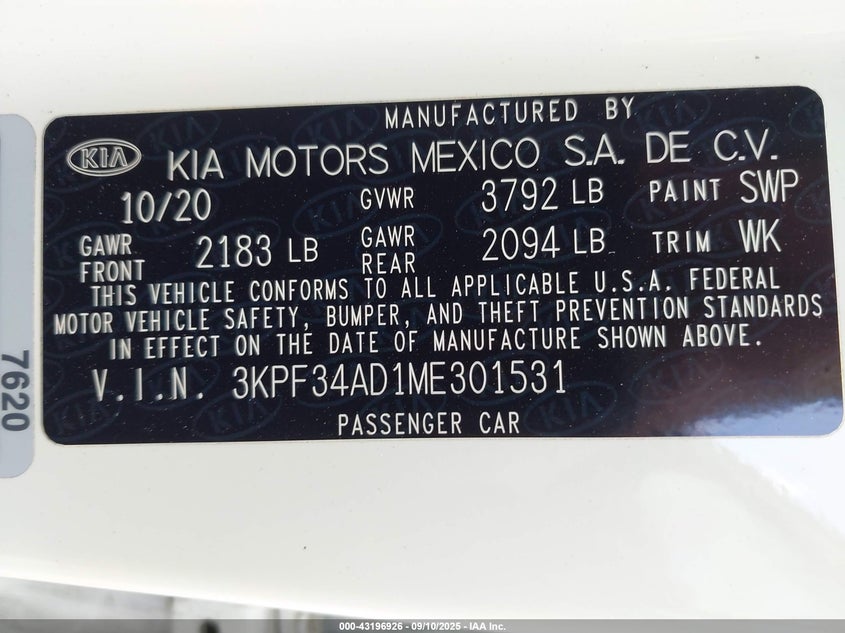 MANUFACTURED BY
KIA KIA MOTORS MEXICO S.A. DE C.V.
10/20 GVWR 3792 LB PAINT SWP
GAWR FRONT 2183 LB GAWR REAR 2094 LB TRIM WK
THIS VEHICLE CONFORMS TO ALL APPLICABLE U.S.A. FEDERAL
MOTOR VEHICLE SAFETY, BUMPER, AND THEFT PREVENTION STANDARDS
IN EFFECT ON THE DATE OF MANUFACTURE SHOWN ABOVE.
V.I.N. 3KPF34AD1ME301531
PASSENGER CAR
7620
000-43196926 - 09/10/2025 - IAA Inc.